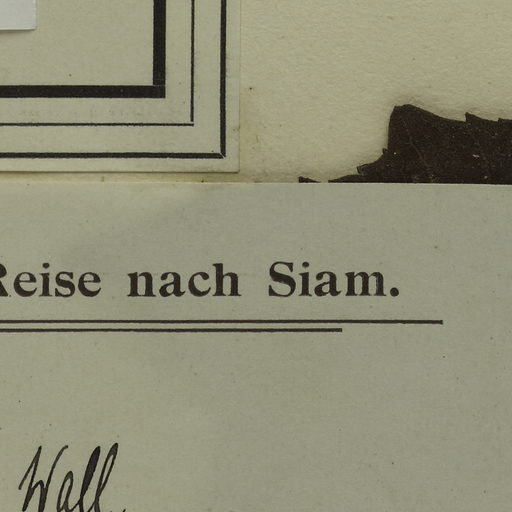 Reise nach Siam.
Wall